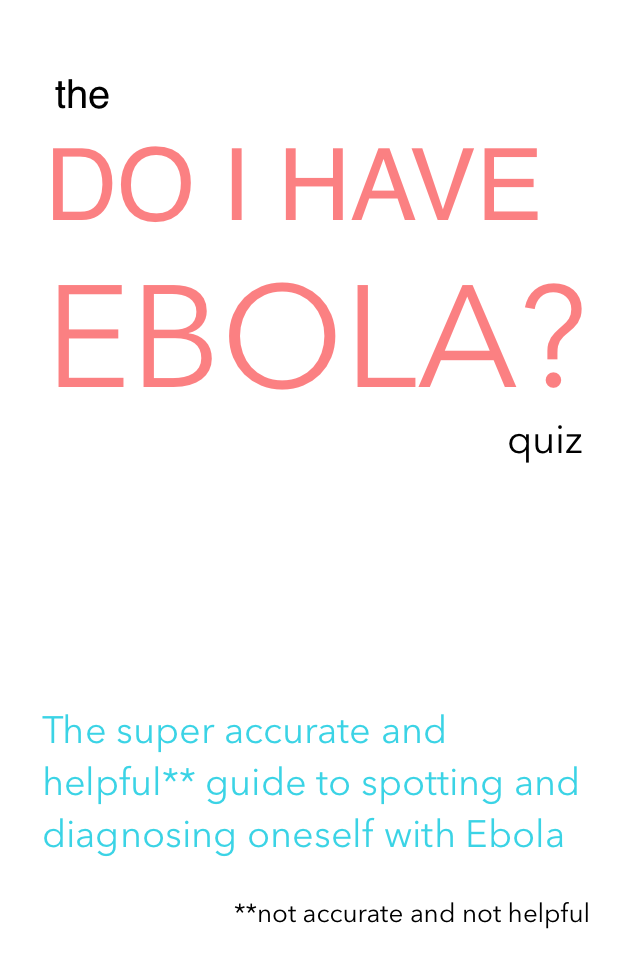 the
DO I HAVE
EBOLA?
quiz
The super accurate and
helpful** guide to spotting and
diagnosing oneself with Ebola
**not accurate and not helpful